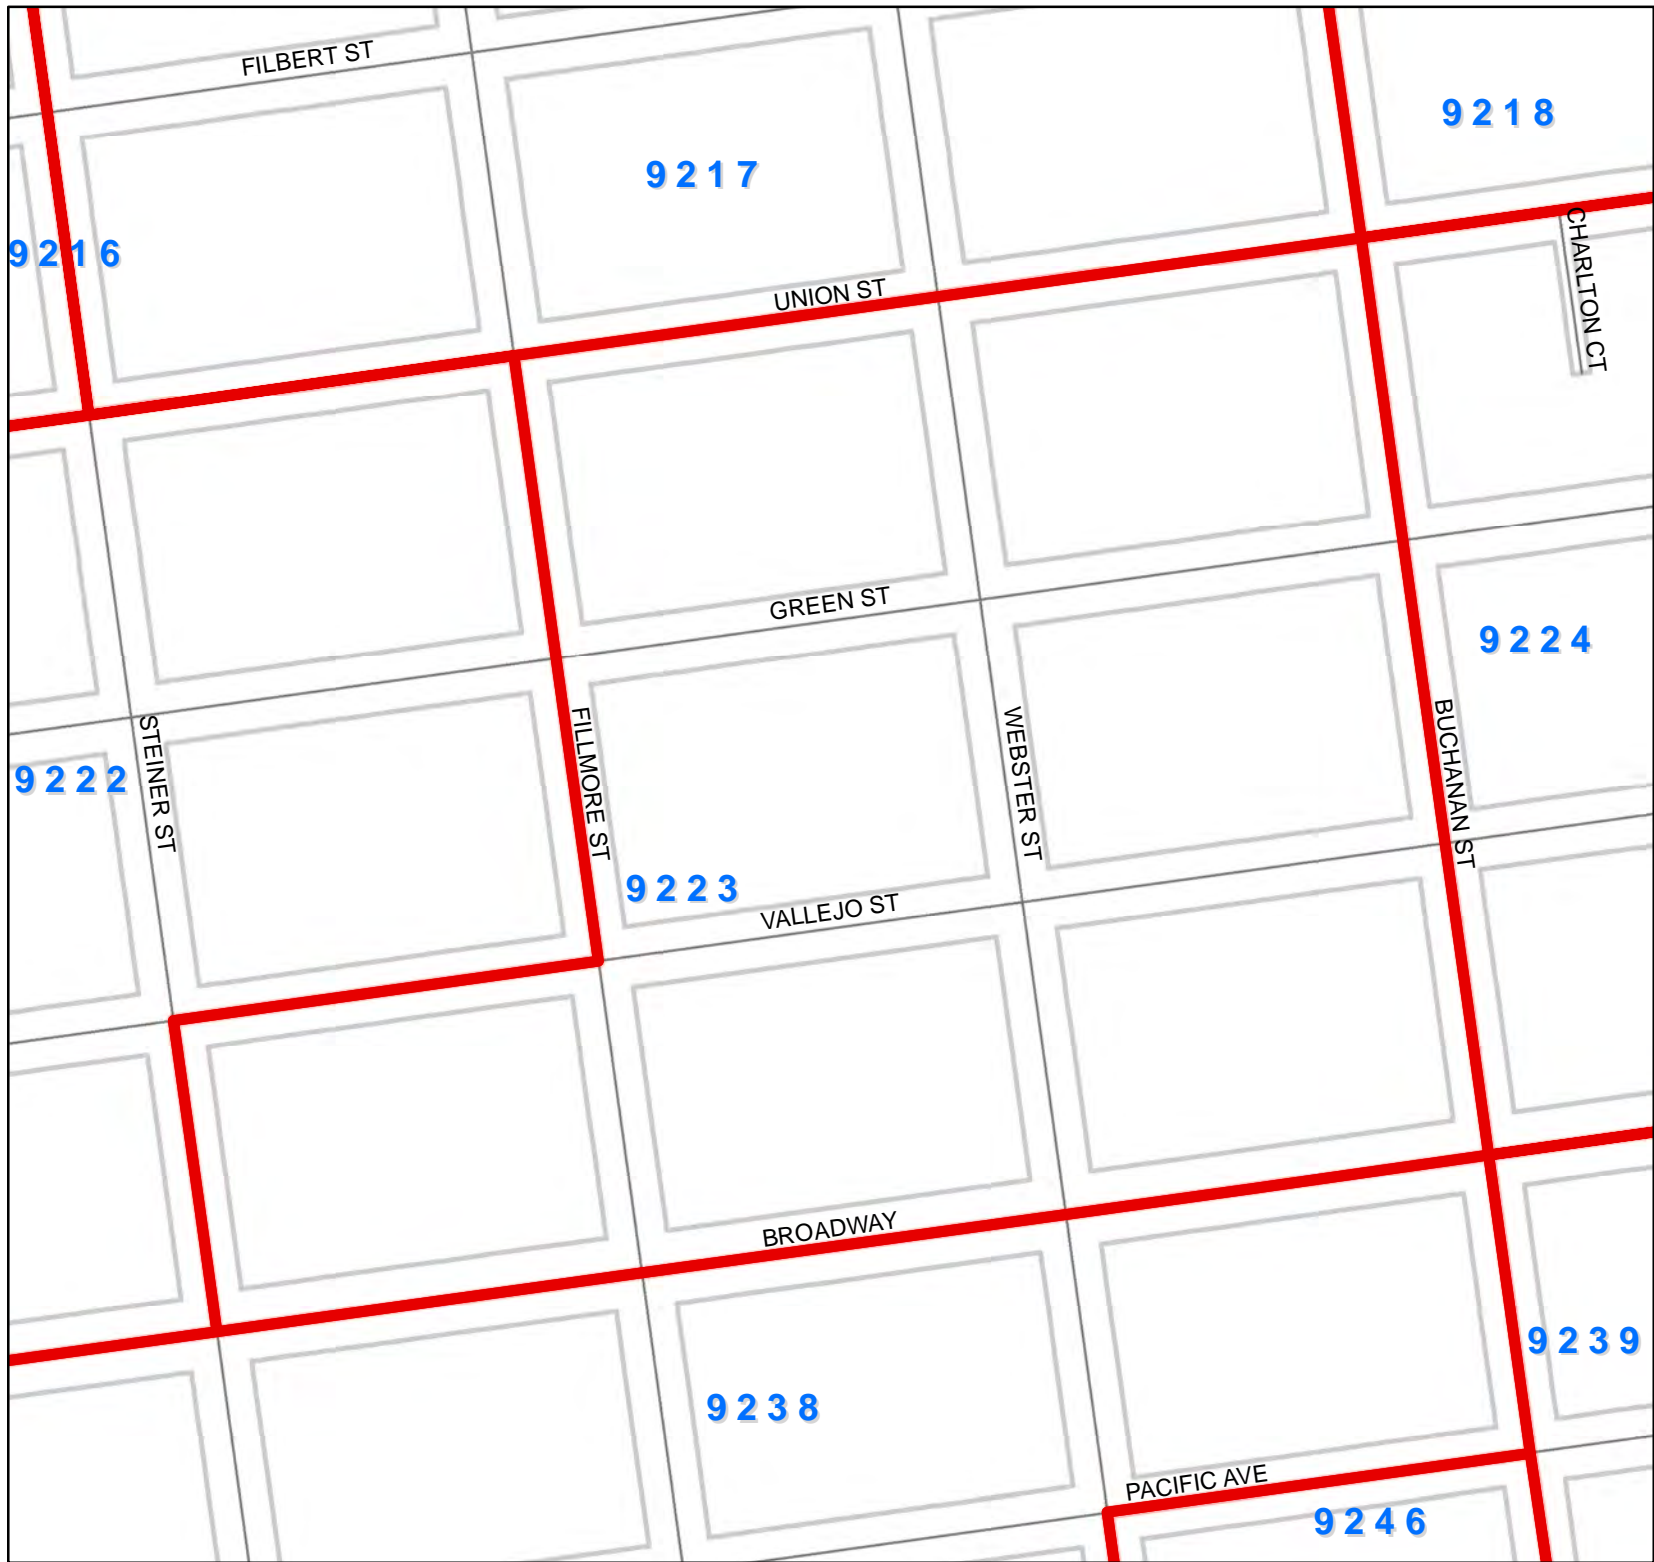 FILBERT ST
9218
9217
CHARLTON CT
9216
UNION ST
GREEN ST
9224
STEINER ST
FILLMORE ST
WEBSTER ST
BUCHANAN ST
9222
9223
VALLEJO ST
BROADWAY
9239
9238
PACIFIC AVE
9246